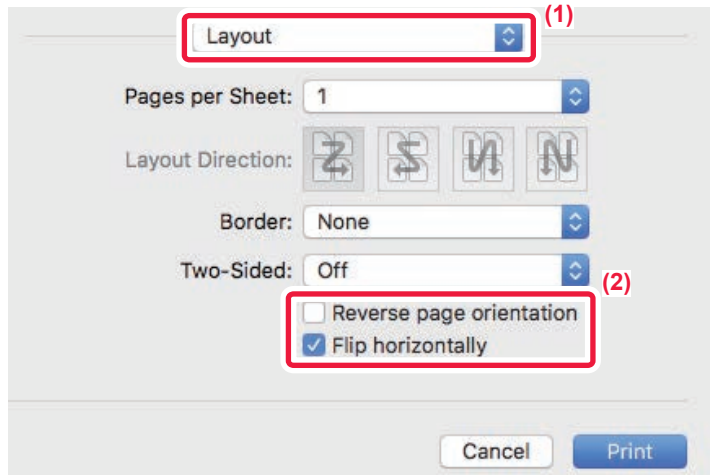 (1)
Layout
Pages per Sheet: 1
Layout Direction:
Border: None
Two-Sided: Off
(2)
Reverse page orientation
Flip horizontally
Cancel Print